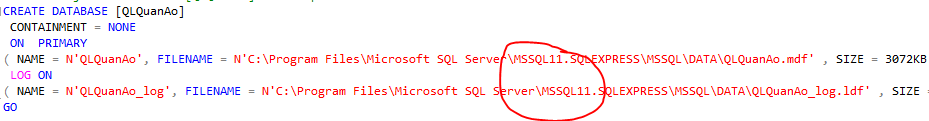 CREATE DATABASE [QLQuanAo]
CONTAINMENT = NONE
ON PRIMARY
( NAME = N'QLQuanAo', FILENAME = N'C:\Program Files\Microsoft SQL Server\MSSQL11.SQLEXPRESS\MSSQL\DATA\QLQuanAo.mdf' , SIZE = 3072KB
LOG ON
( NAME = N'QLQuanAo_log', FILENAME = N'C:\Program Files\Microsoft SQL Server\MSSQL11.SQLEXPRESS\MSSQL\DATA\QLQuanAo_log.ldf' , SIZE =
GO